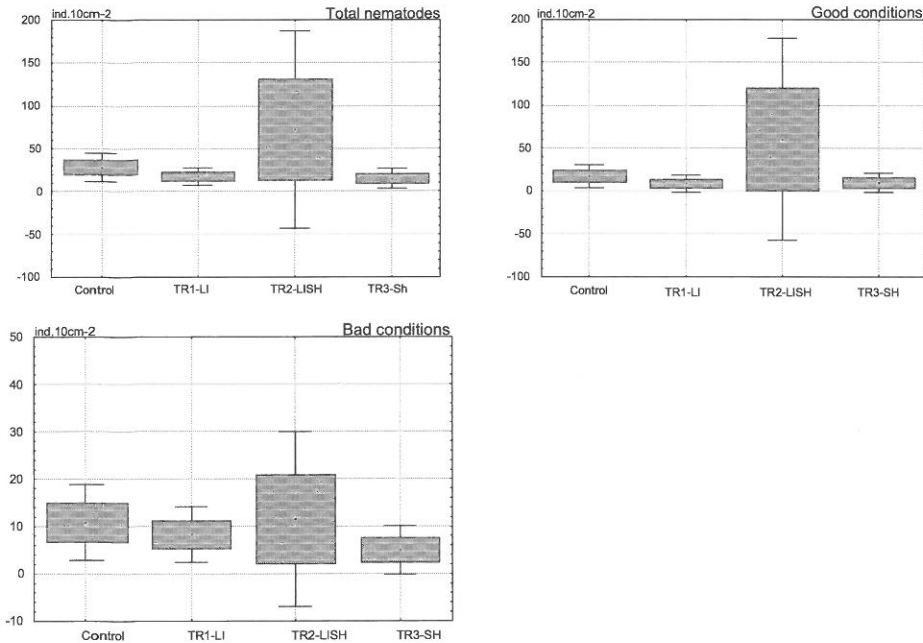 Total nematodes
ind.10cm-2
200
150
100
50
0
-50
-100
Control TR1-LI TR2-LISH TR3-Sh
Good conditions
ind.10cm-2
200
150
100
50
0
-50
-100
Control TR1-LI TR2-LISH TR3-SH
Bad conditions
ind.10cm-2
50
40
30
20
10
0
-10
Control TR1-LI TR2-LISH TR3-SH